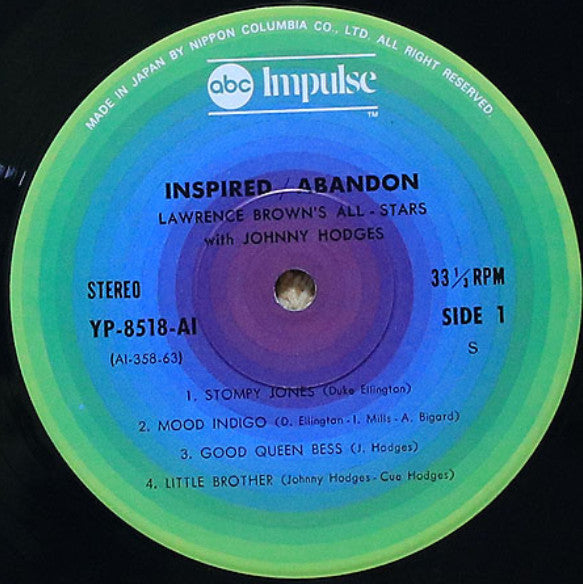 MADE IN JAPAN BY NIPPON COLUMBIA CO., LTD. ALL RIGHT RESERVED.
abc Impulse
TM
INSPIRED / ABANDON
LAWRENCE BROWN'S ALL-STARS
with JOHNNY HODGES
STEREO
33 1/3 RPM
YP-8518-AI
SIDE 1
(AI-358-63)
S
1. STOMPY JONES (Duke Ellington)
2. MOOD INDIGO (D. Ellington-I. Mills-A. Bigard)
3. GOOD QUEEN BESS (J. Hodges)
4. LITTLE BROTHER (Johnny Hodges-Cue Hodges)